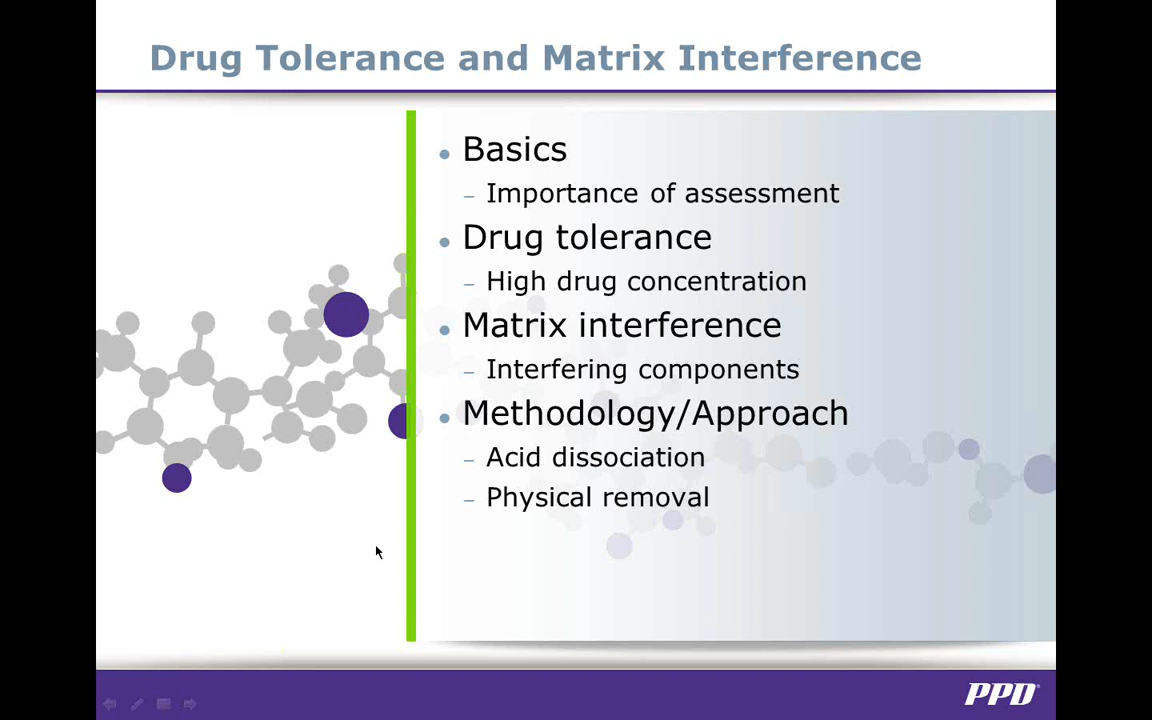 Drug Tolerance and Matrix Interference
• Basics
– Importance of assessment
• Drug tolerance
– High drug concentration
• Matrix interference
– Interfering components
• Methodology/Approach
– Acid dissociation
– Physical removal
PPD®